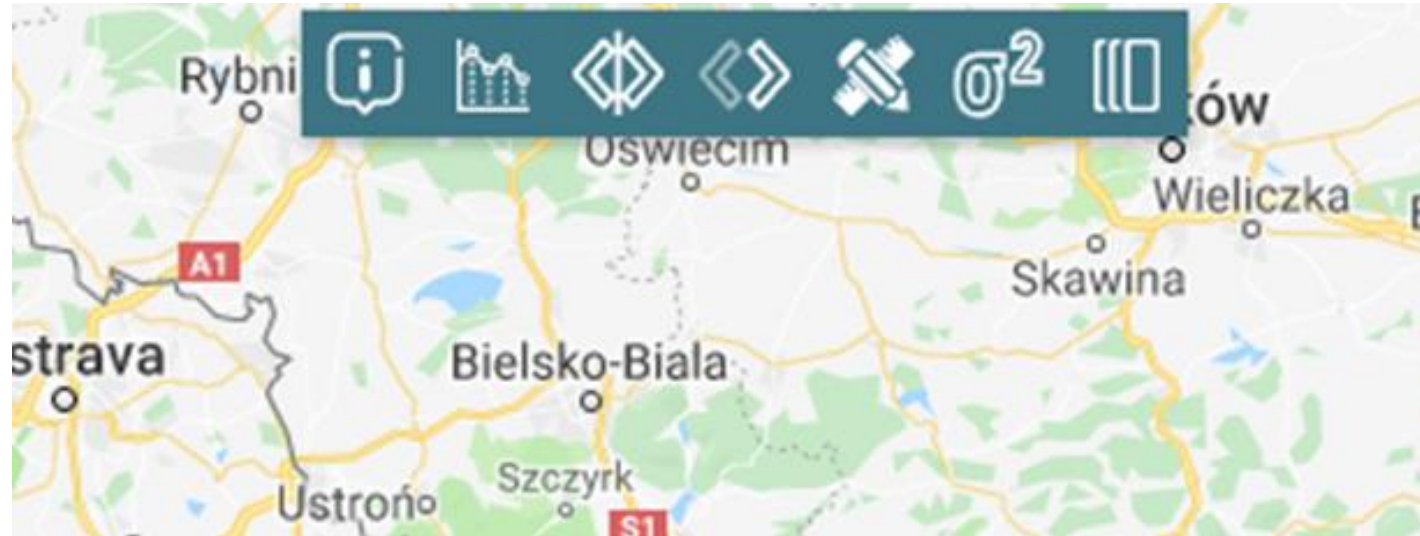 σ²
Rybni
ów
Oświęcim
Wieliczka
A1
Skawina
strava
Bielsko-Biala
Szczyrk
Ustroń
S1